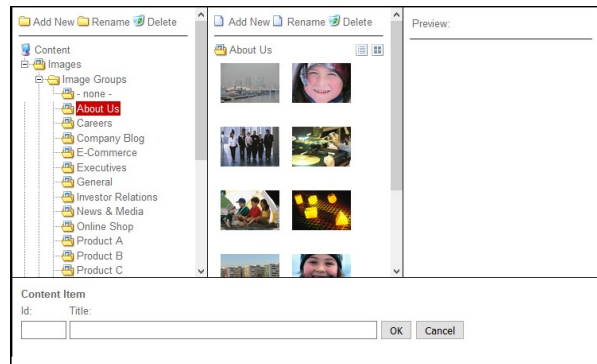 Add New Rename Delete
Content
Images
Image Groups
- none -
About Us
Careers
Company Blog
E-Commerce
Executives
General
Investor Relations
News & Media
Online Shop
Product A
Product B
Product C
Add New Rename Delete
About Us
Preview:
Content Item
Id: Title:
OK Cancel